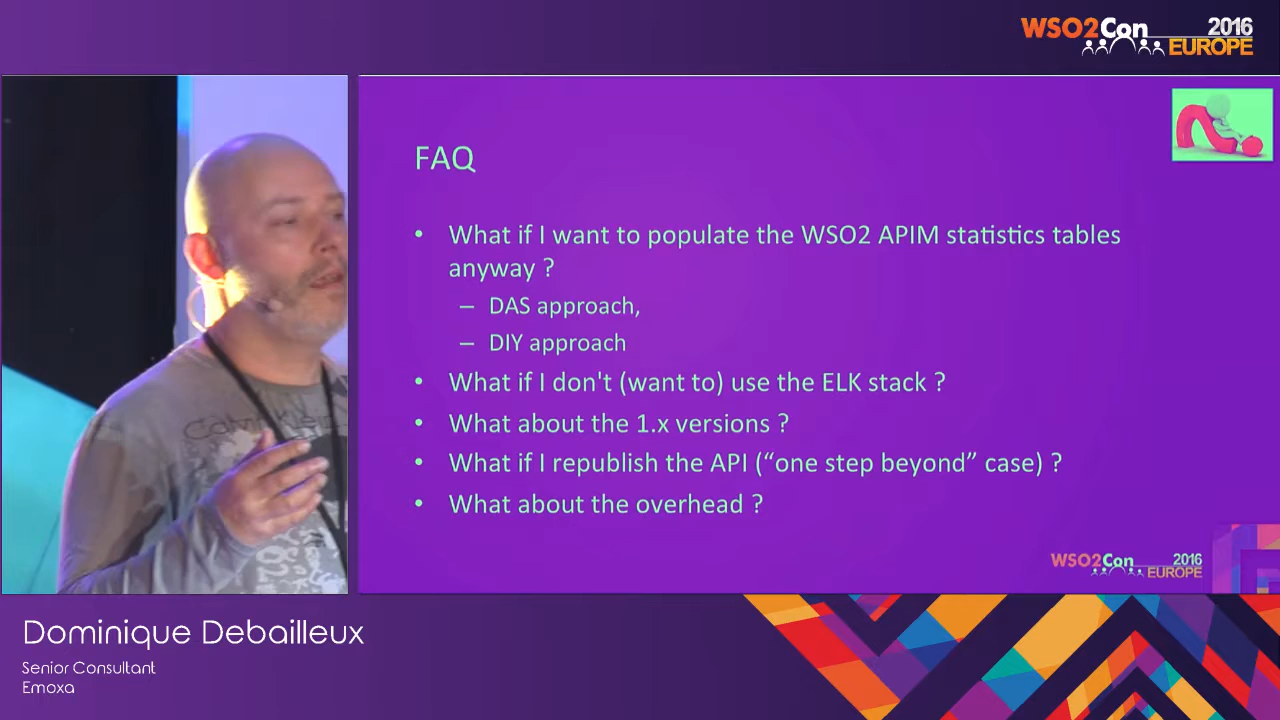 WSO2Con 2016
EUROPE
FAQ
• What if I want to populate the WSO2 APIM statistics tables
anyway ?
– DAS approach,
– DIY approach
• What if I don't (want to) use the ELK stack ?
• What about the 1.x versions ?
• What if I republish the API (“one step beyond” case) ?
• What about the overhead ?
WSO2Con 2016
EUROPE
Dominique Debailleux
Senior Consultant
Emoxa